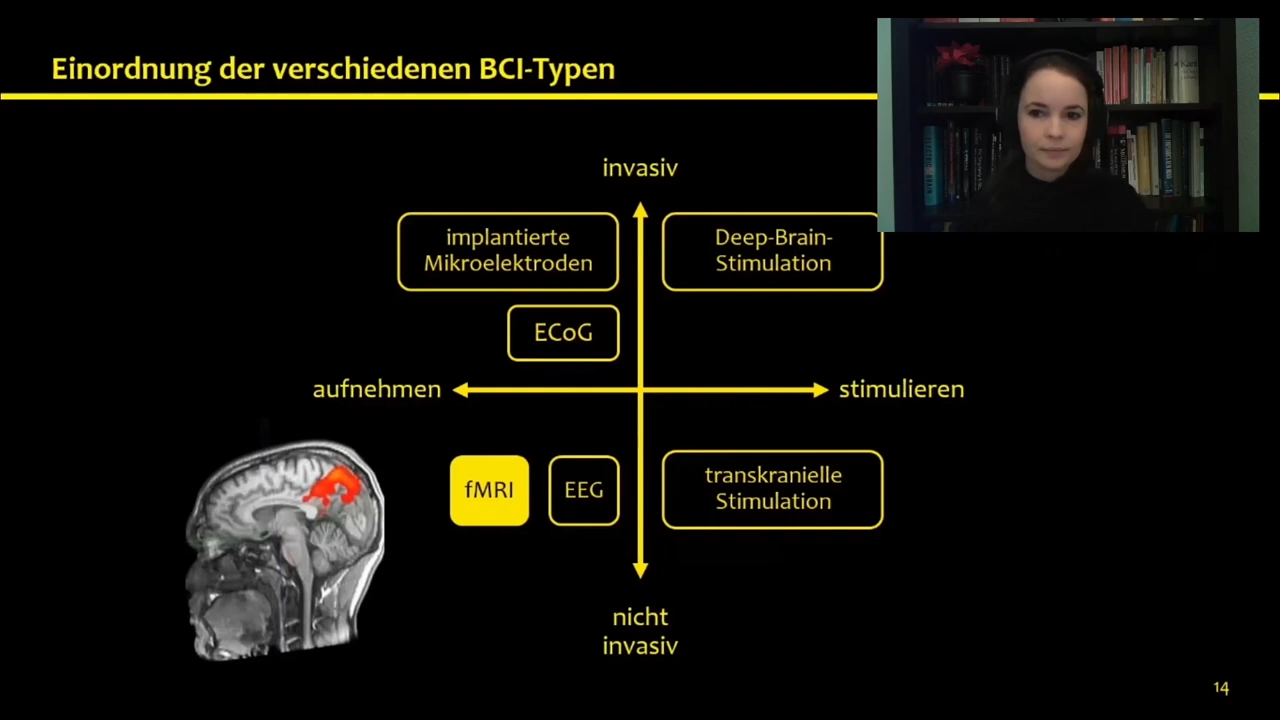 Einordnung der verschiedenen BCI-Typen
invasiv
implantierte
Mikroelektroden
Deep-Brain-
Stimulation
ECoG
aufnehmen
stimulieren
fMRI
EEG
transkranielle
Stimulation
nicht
invasiv
14